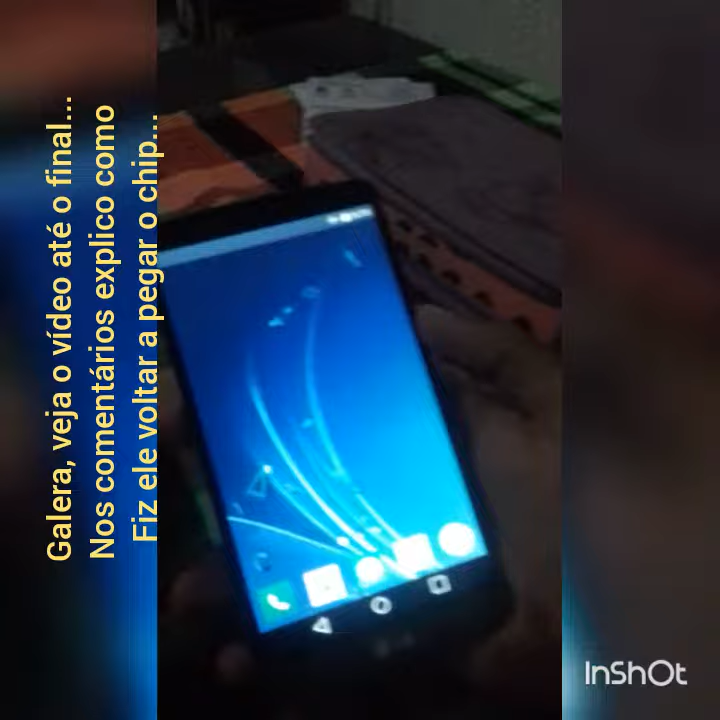 Galera, veja o vídeo até o final...
Nos comentários explico como
Fiz ele voltar a pegar o chip...
InShOt